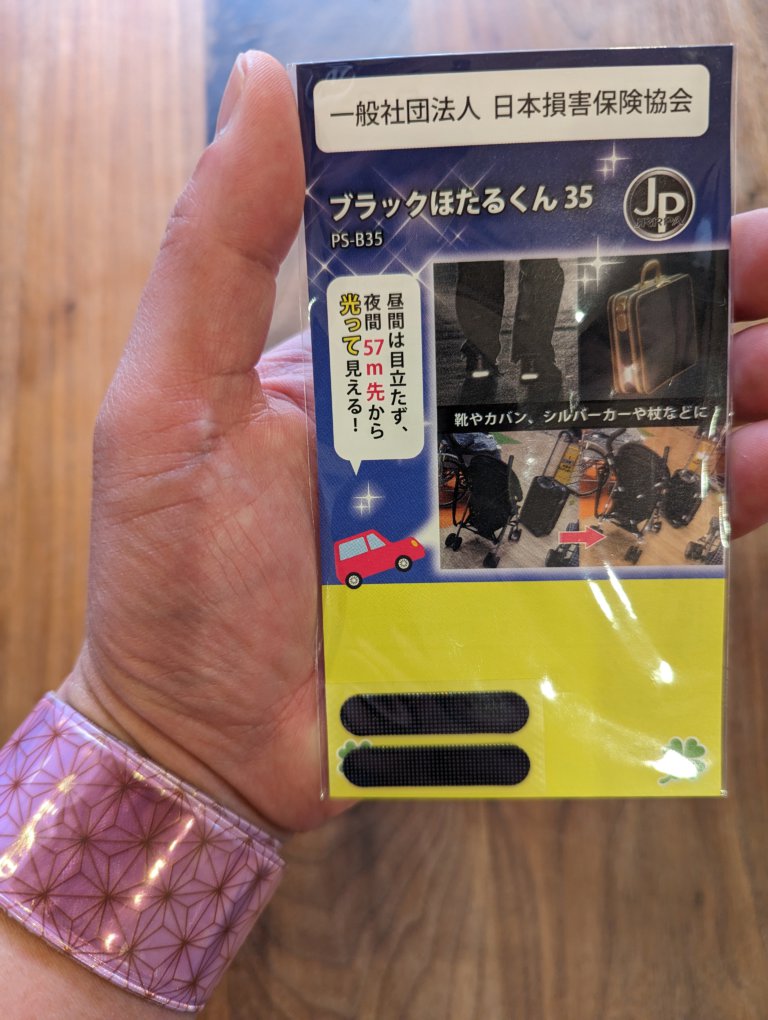 一般社団法人 日本損害保険協会
ブラックほたるくん 35
PS-B35
JP
JRRPA
昼間は目立たず、
夜間 57m先から
光って見える!
靴やカバン、シルバーカーや杖などに